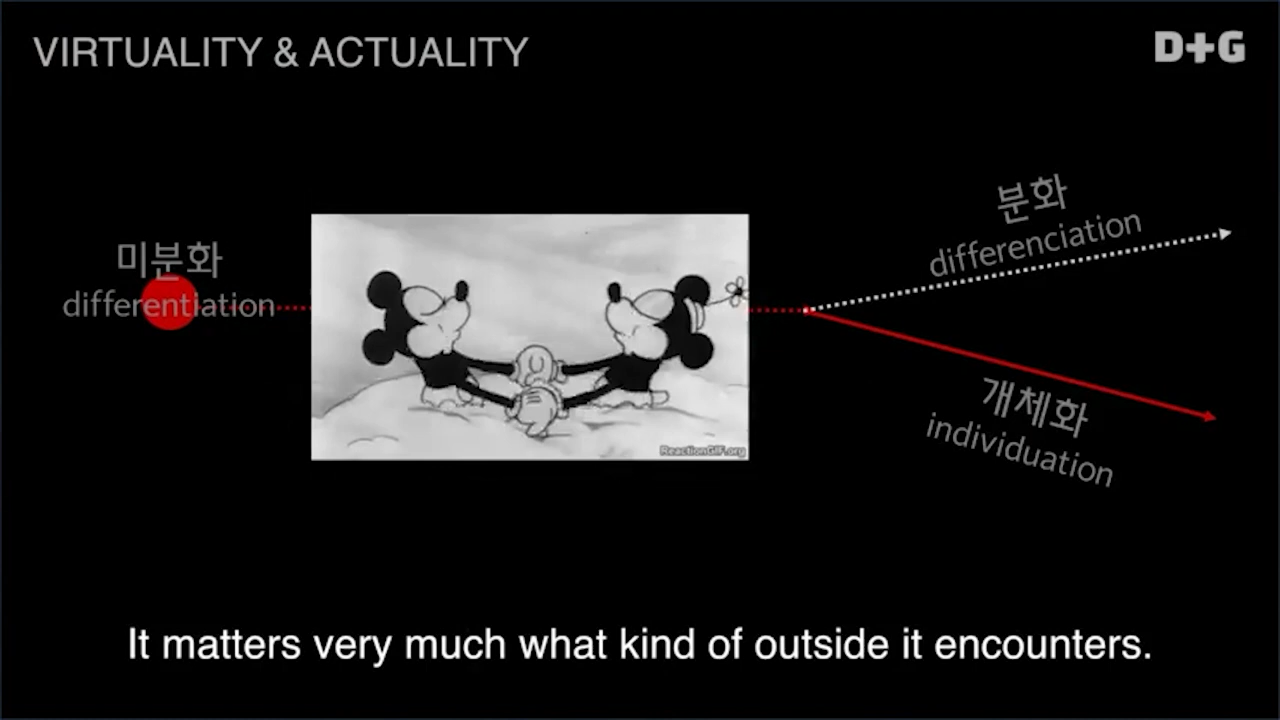 VIRTUALITY & ACTUALITY
D+G
미분화
differentiation
분화
differenciation
개체화
individuation
ReactionGIF.org
It matters very much what kind of outside it encounters.